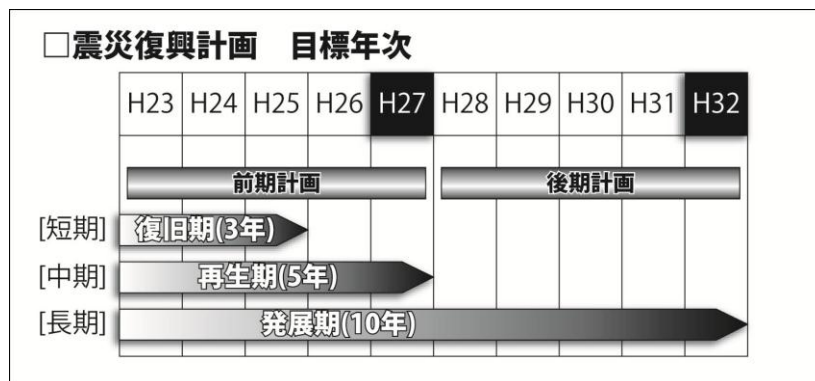 □震災復興計画　目標年次
H23 H24 H25 H26 H27 H28 H29 H30 H31 H32
前期計画 後期計画
[短期] 復旧期(3年)
[中期] 再生期(5年)
[長期] 発展期(10年)